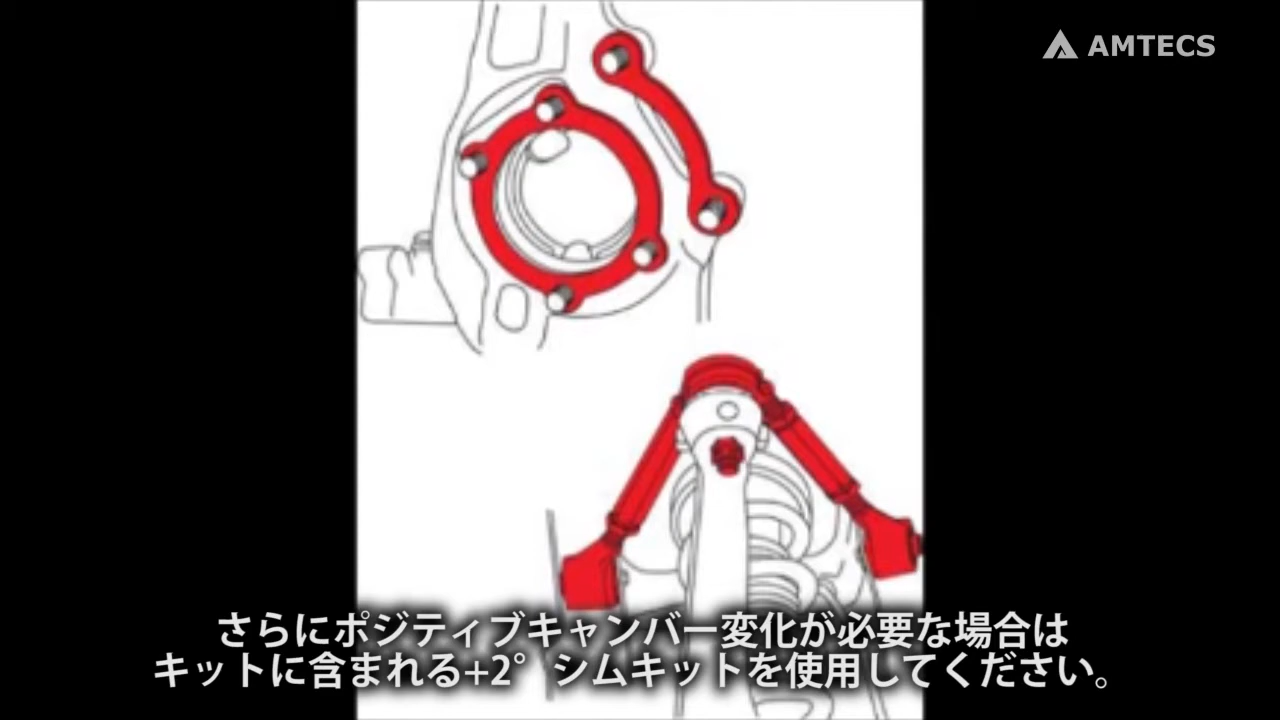 AMTECS
さらにポジティブキャンバー変化が必要な場合は
キットに含まれる+2°シムキットを使用してください。